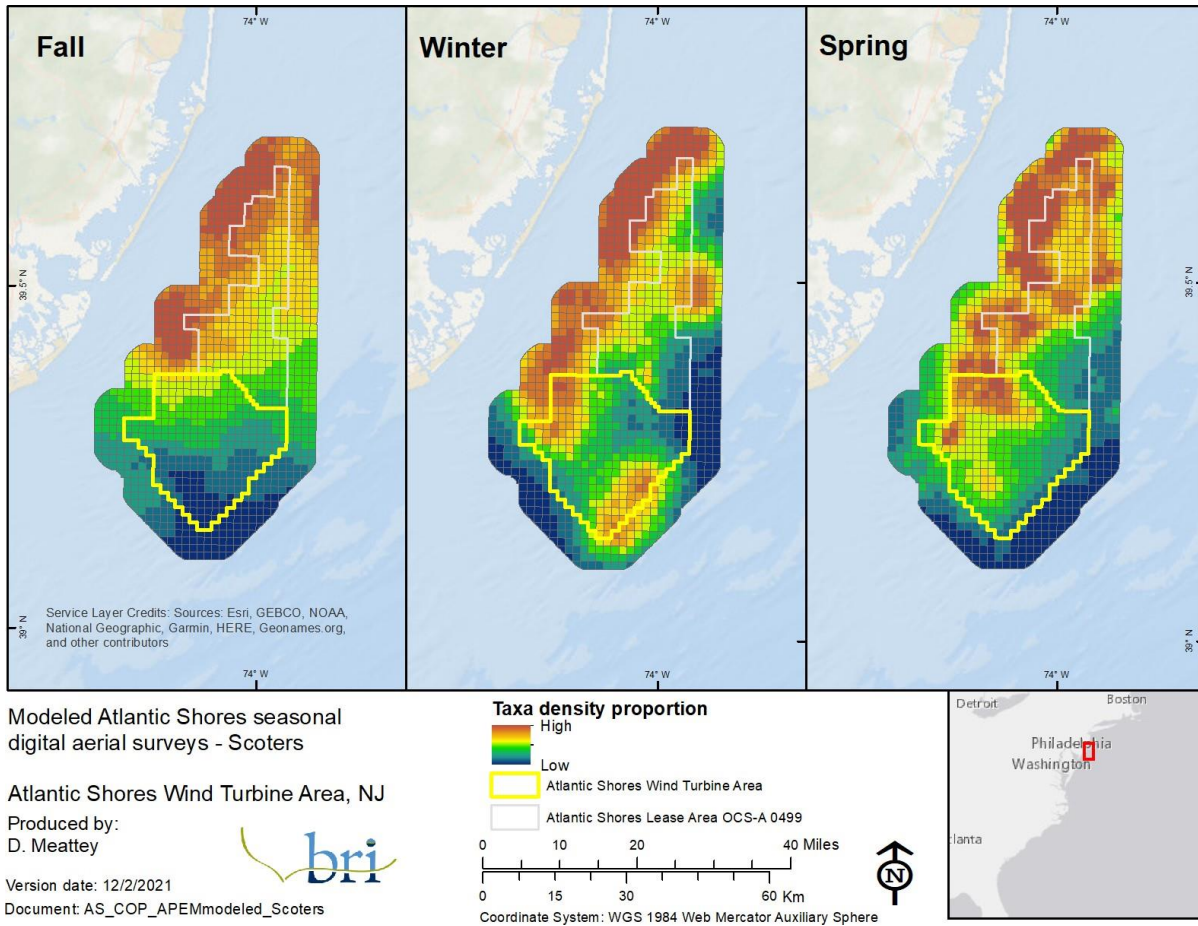 Fall
Winter
Spring
74° W
74° W
74° W
39.5° N
39.5° N
39° N
39° N
Service Layer Credits: Sources: Esri, GEBCO, NOAA,
National Geographic, Garmin, HERE, Geonames.org,
and other contributors
74° W
74° W
74° W
Modeled Atlantic Shores seasonal
digital aerial surveys - Scoters
Atlantic Shores Wind Turbine Area, NJ
Produced by:
D. Meattey
bri
Version date: 12/2/2021
Document: AS_COP_APEMmodeled_Scoters
Taxa density proportion
High
Low
Atlantic Shores Wind Turbine Area
Atlantic Shores Lease Area OCS-A 0499
0 10 20 40 Miles
0 15 30 60 Km
Coordinate System: WGS 1984 Web Mercator Auxiliary Sphere
N
Detroit
Boston
Philadelphia
Washington
lanta